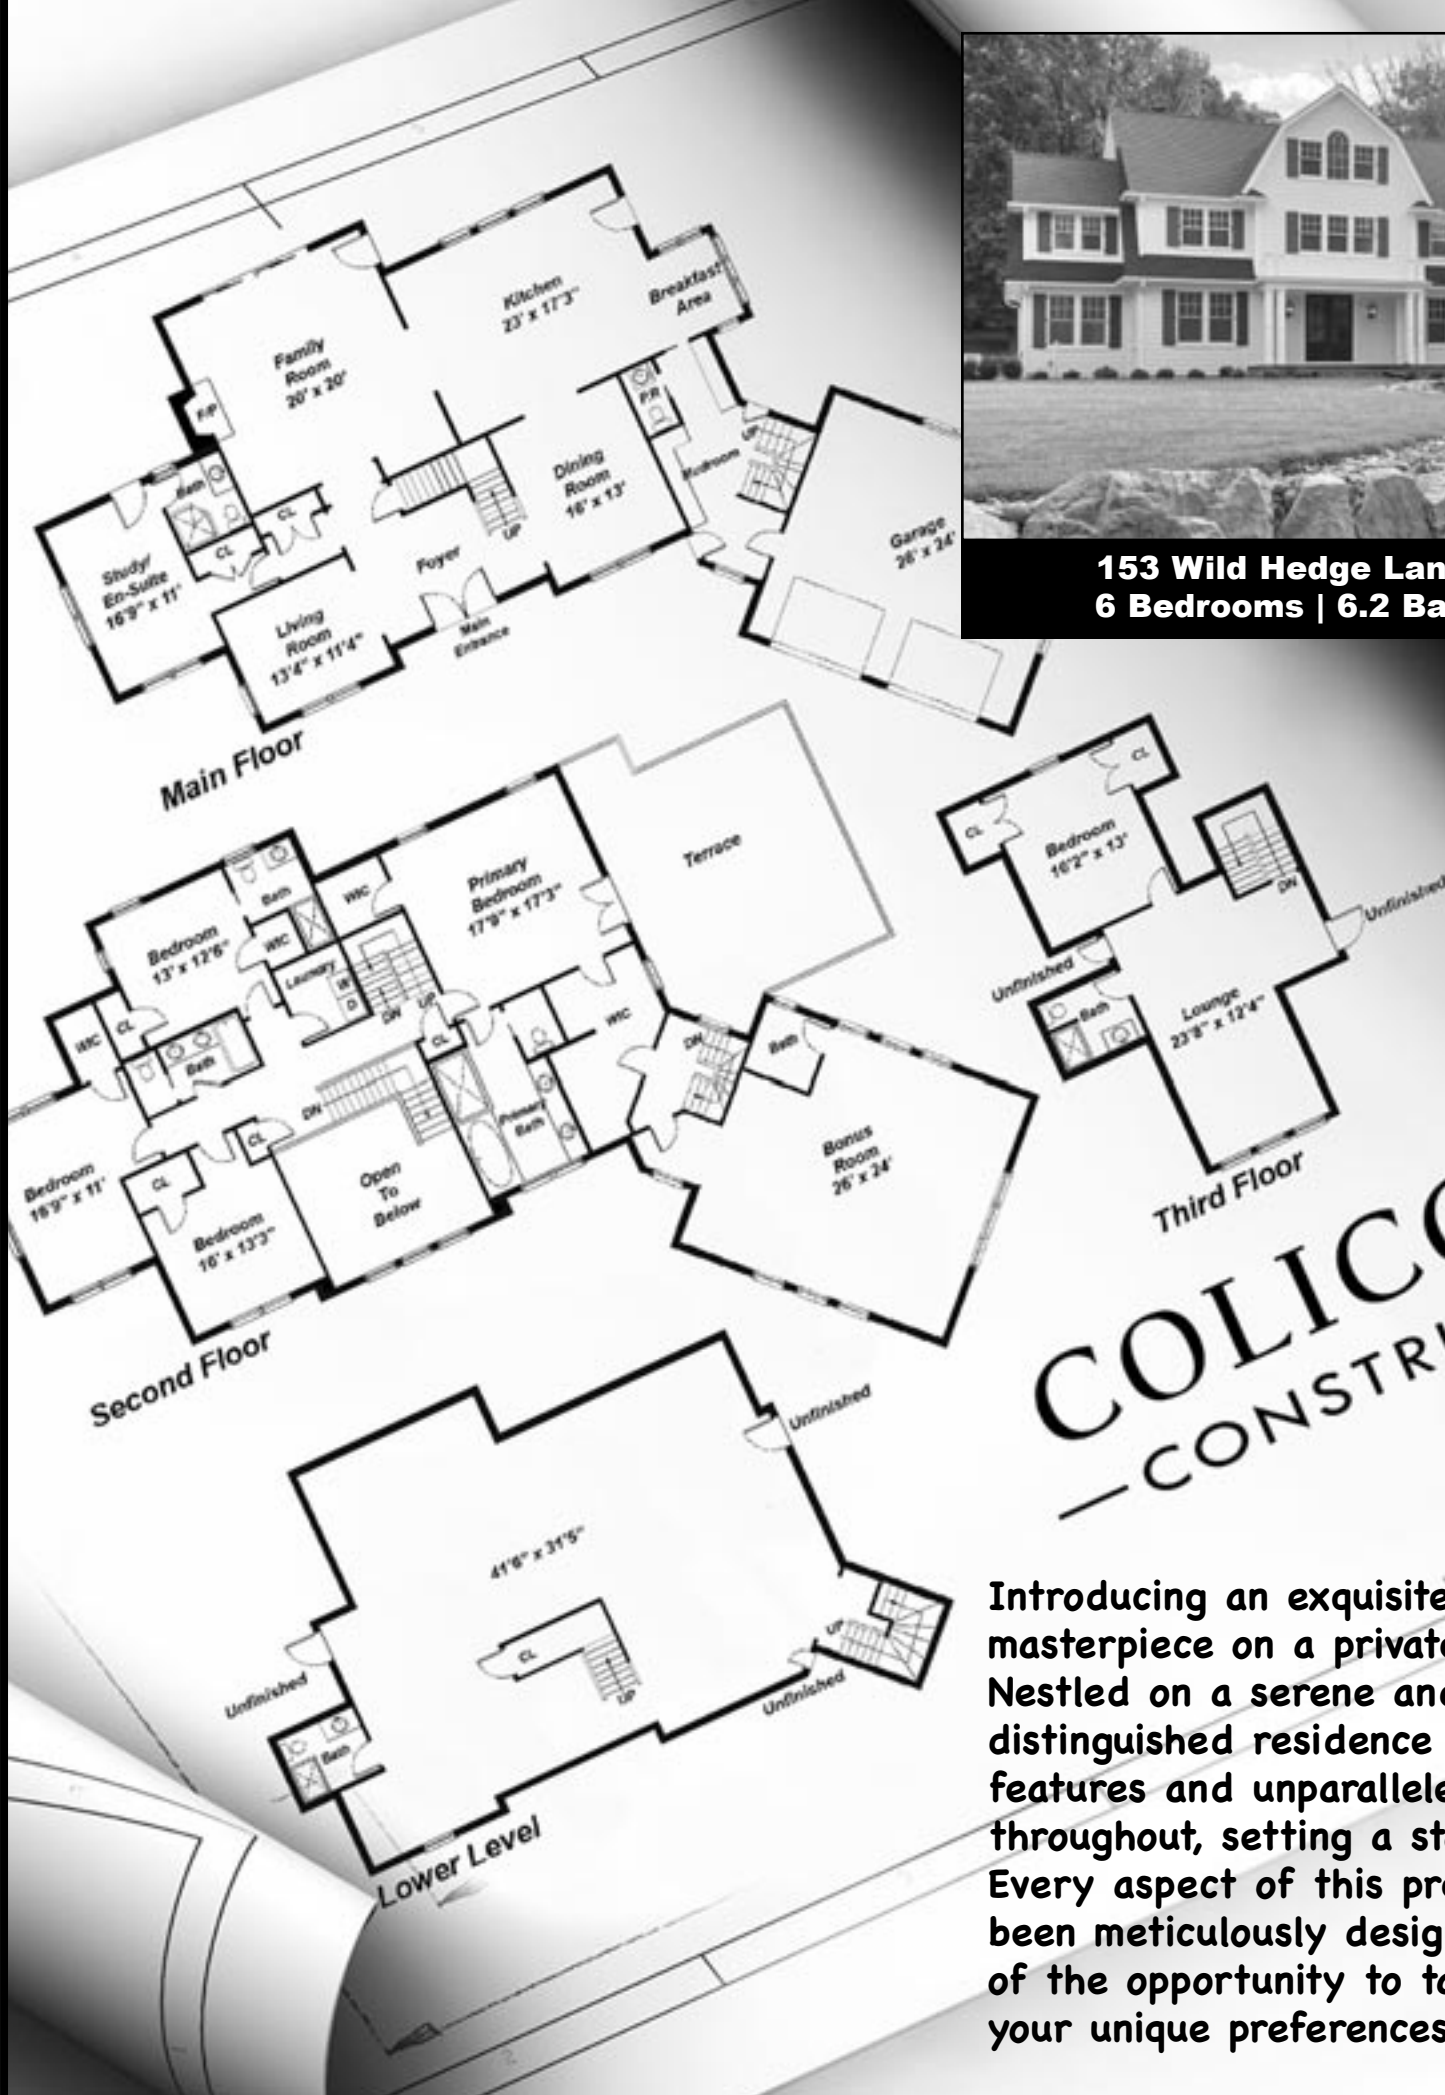 Kitchen
23' x 17'3"
Breakfast
Area
Family
Room
20' x 20'
F/P
P.R
UP
Mudroom
Dining
Room
16' x 13'
Bath
CL
CL
UP
Garage
26' x 24'
Foyer
Study/
En-Suite
16'9" x 11'
Living
Room
13'4" x 11'4"
Main
Entrance
Main Floor
153 Wild Hedge Lan
6 Bedrooms | 6.2 Ba
Terrace
Primary
Bedroom
17'9" x 17'3"
WIC
Bath
Bedroom
13' x 12'6"
WIC
Laundry
W
D
UP
DN
CL
WIC
CL
WIC
Bath
DN
Bath
DN
Primary
Bath
CL
Bonus
Room
26' x 24'
Bedroom
16'9" x 11'
CL
Open
To
Below
Bedroom
16' x 13'3"
Second Floor
CL
CL
Bedroom
16'2" x 13'
DN
Unfinished
Unfinished
Bath
Lounge
23'8" x 12'4"
Third Floor
COLICC
CONSTR
Unfinished
41'6" x 31'5"
CL
UP
UP
Unfinished
Unfinished
Bath
Lower Level
Introducing an exquisite
masterpiece on a private
Nestled on a serene and
distinguished residence
features and unparallele
throughout, setting a st
Every aspect of this pr
been meticulously desig
of the opportunity to t
your unique preferences